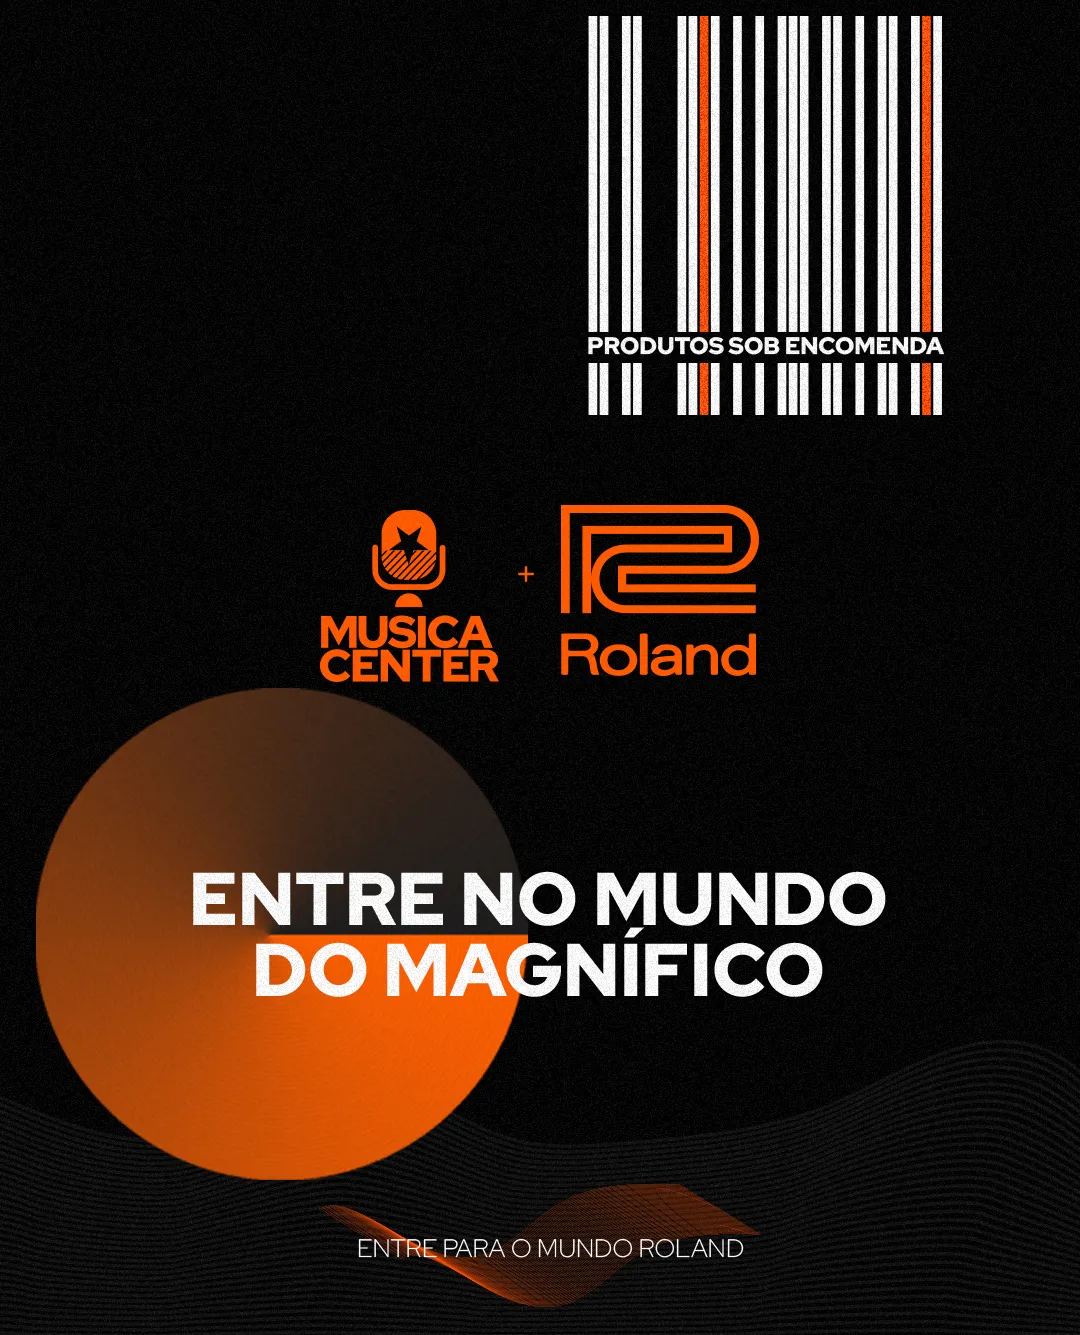 PRODUTOS SOB ENCOMENDA
MUSICA
CENTER
+
Roland
ENTRE NO MUNDO
DO MAGNÍFICO
ENTRE PARA O MUNDO ROLAND